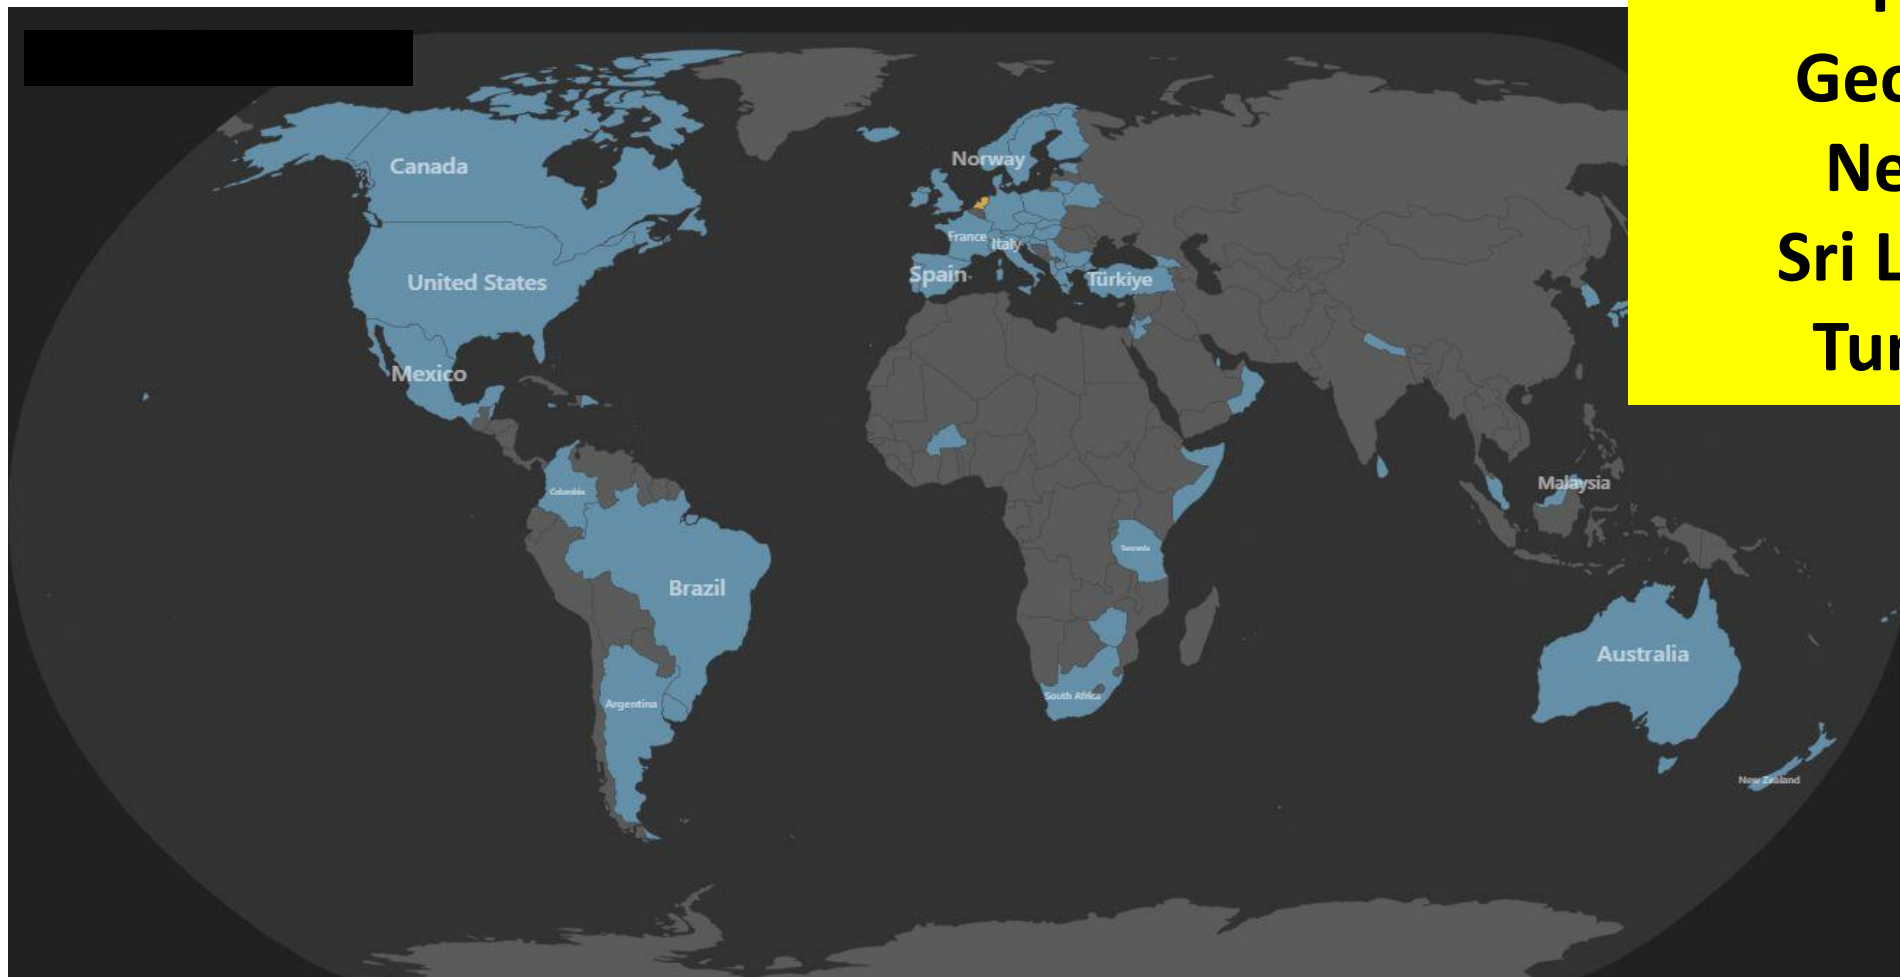 Geo
Ne
Sri L
Tur
Canada
Norway
France
Italy
United States
Spain
Türkiye
Mexico
Malaysia
Colombia
Tanzania
Brazil
Australia
South Africa
Argentina
New Zealand